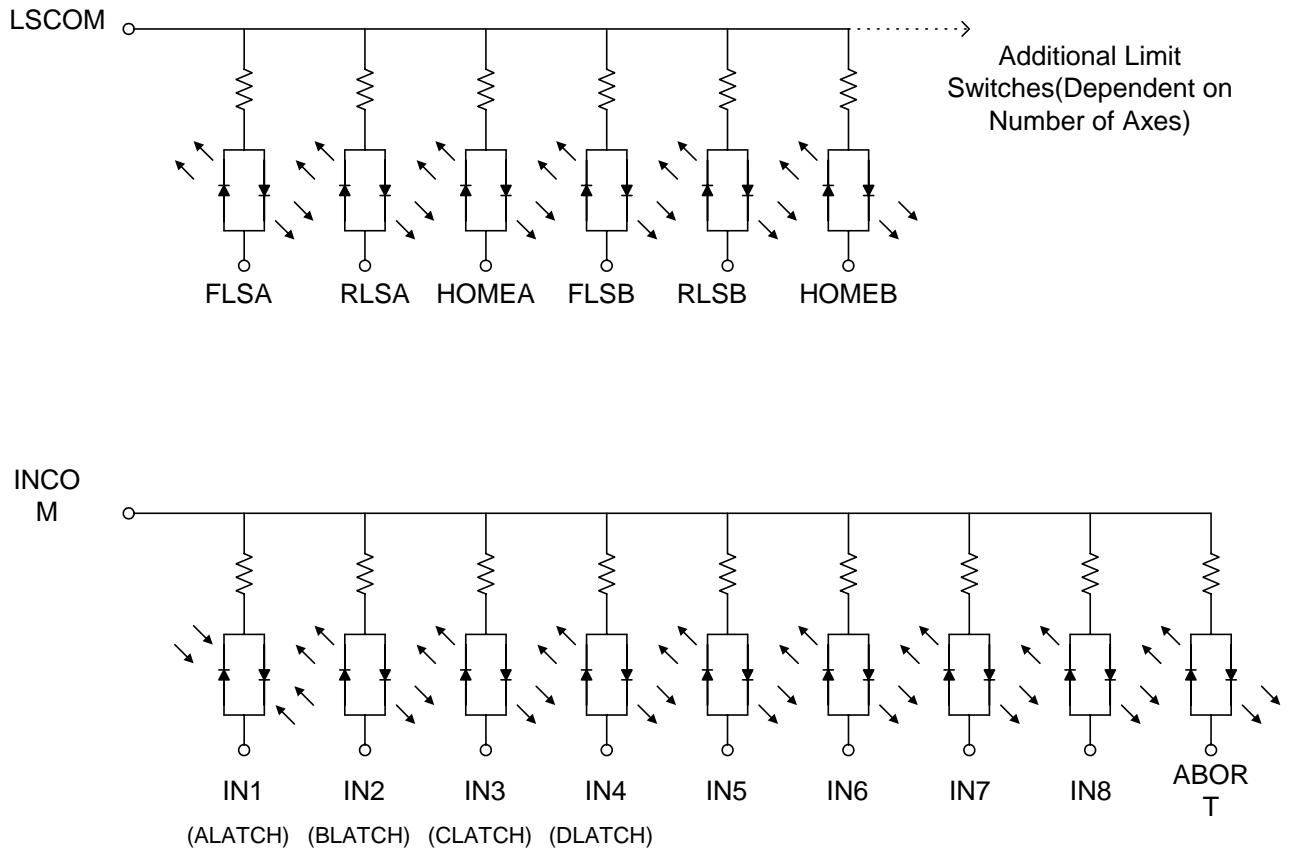 LSCOM
Additional Limit
Switches(Dependent on
Number of Axes)
FLSA RLSA HOMEA FLSB RLSB HOMEB
INCO
M
IN1 IN2 IN3 IN4 IN5 IN6 IN7 IN8 ABOR
T
(ALATCH) (BLATCH) (CLATCH) (DLATCH)